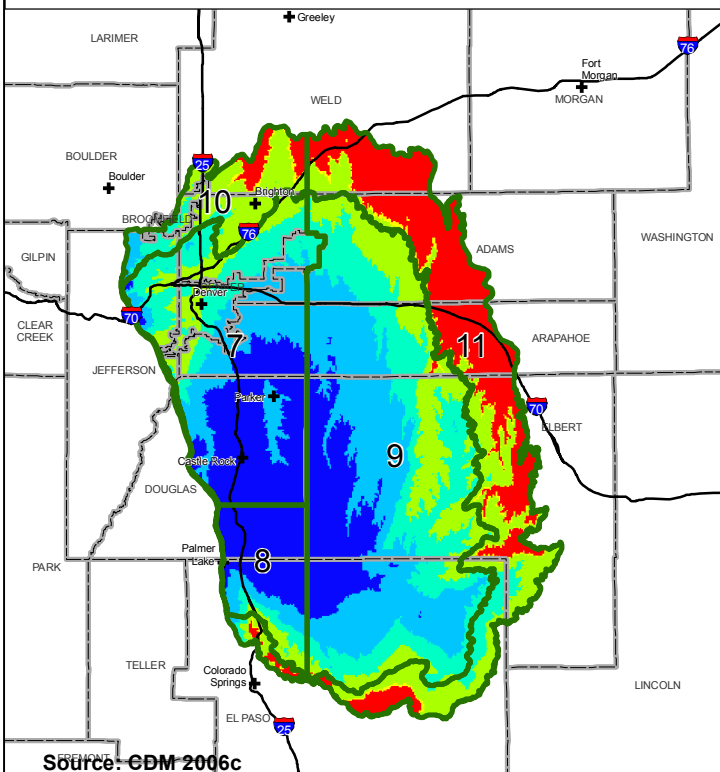 Greeley
LARIMER
76
Fort
Morgan
WELD
MORGAN
BOULDER
25
Boulder
Brighton
10
BROOMFIELD
76
ADAMS
WASHINGTON
GILPIN
Denver
70
CLEAR
CREEK
7
11
ARAPAHOE
JEFFERSON
Parker
70
ELBERT
Castle Rock
9
DOUGLAS
Palmer
Lake
8
PARK
TELLER
Colorado
Springs
LINCOLN
EL PASO
25
FREMONT
Source: CDM 2006c